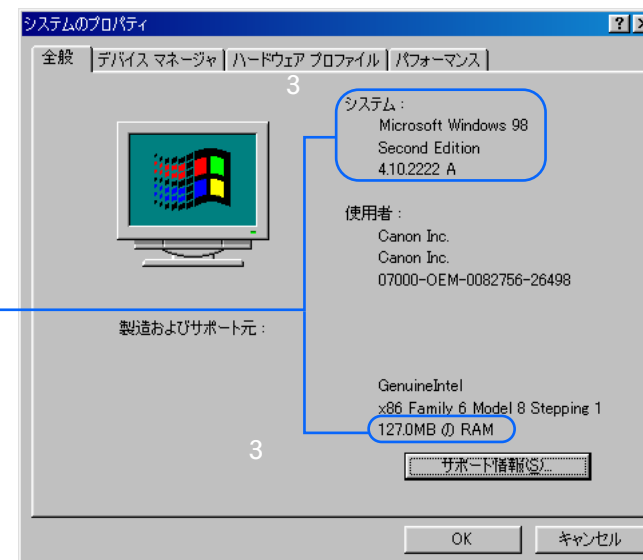 システムのプロパティ
全般 デバイス マネージャ ハードウェア プロファイル パフォーマンス
3
システム：
Microsoft Windows 98
Second Edition
4.10.2222 A
使用者：
Canon Inc.
Canon Inc.
07000-OEM-0082756-26498
製造およびサポート元：
GenuineIntel
x86 Family 6 Model 8 Stepping 1
127.0MB の RAM
3
サポート情報(S)...
OK キャンセル